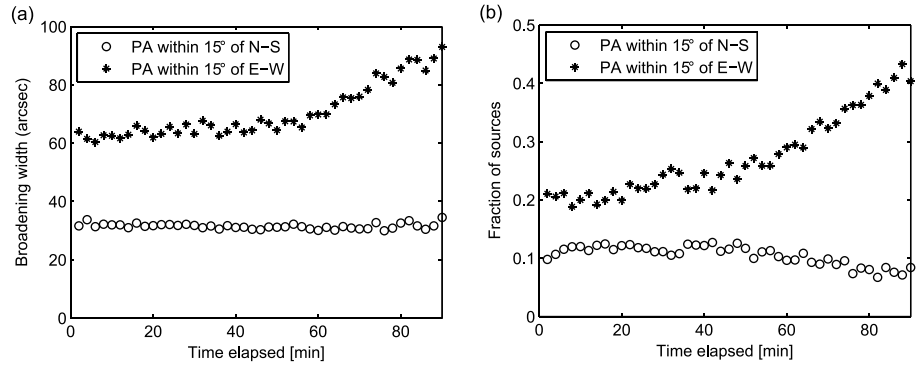 (a)
100
80
60
40
20
0
Broadening width (arcsec)
PA within 15° of N−S
PA within 15° of E−W
0
20
40
60
80
Time elapsed [min]
(b)
0.5
0.4
0.3
0.2
0.1
0
Fraction of sources
PA within 15° of N−S
PA within 15° of E−W
0
20
40
60
80
Time elapsed [min]